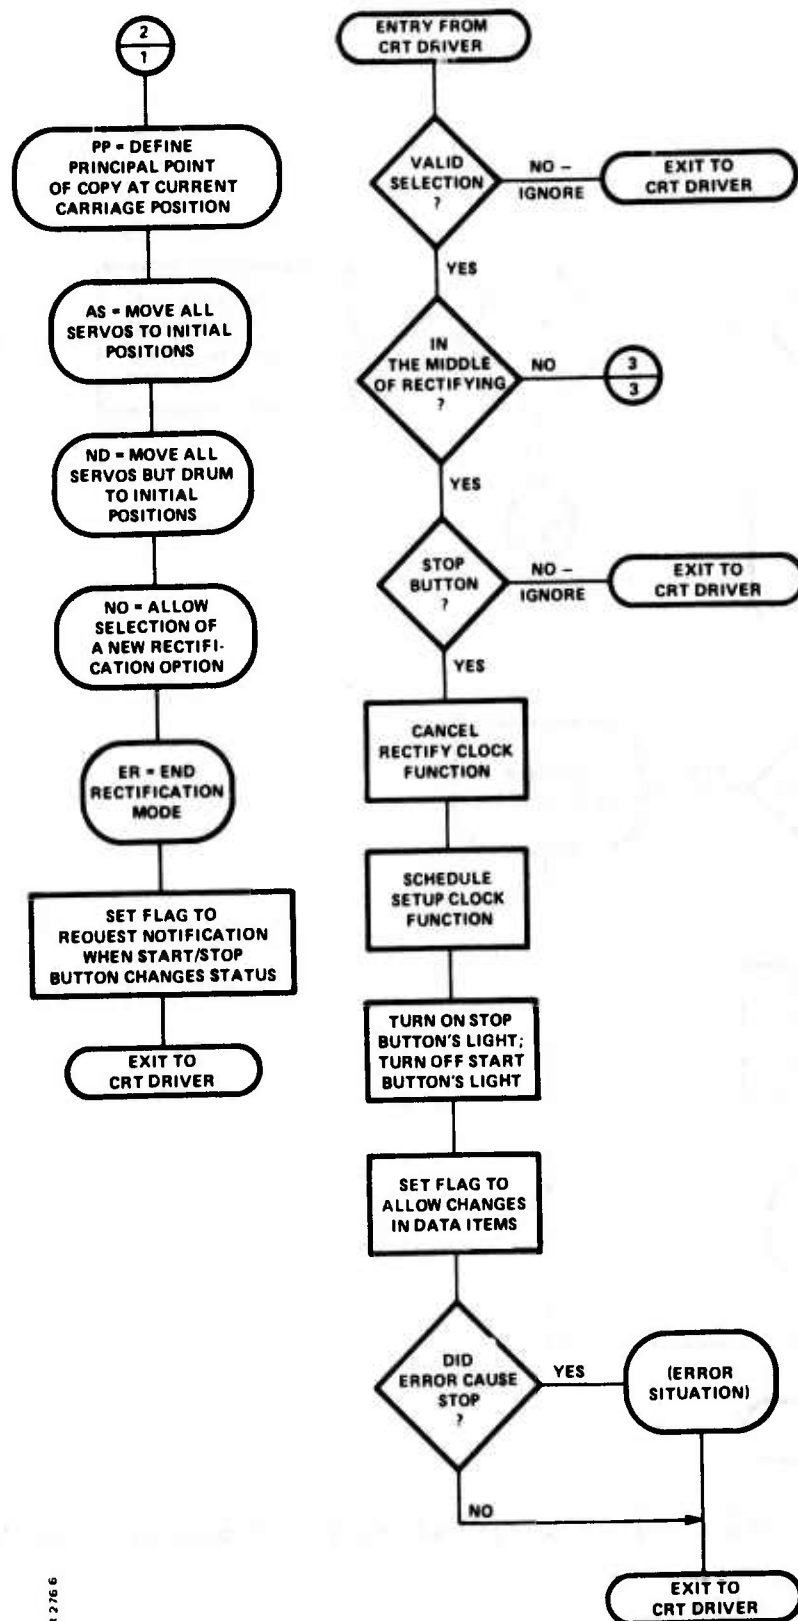 2
1
PP = DEFINE
PRINCIPAL POINT
OF COPY AT CURRENT
CARRIAGE POSITION
AS = MOVE ALL
SERVOS TO INITIAL
POSITIONS
ND = MOVE ALL
SERVOS BUT DRUM
TO INITIAL
POSITIONS
NO = ALLOW
SELECTION OF
A NEW RECTIFI-
CATION OPTION
ER = END
RECTIFICATION
MODE
SET FLAG TO
REQUEST NOTIFICATION
WHEN START/STOP
BUTTON CHANGES STATUS
EXIT TO
CRT DRIVER
ENTRY FROM
CRT DRIVER
VALID
SELECTION
?
NO –
IGNORE
EXIT TO
CRT DRIVER
YES
IN
THE MIDDLE
OF RECTIFYING
?
NO
3
3
YES
STOP
BUTTON
?
NO –
IGNORE
EXIT TO
CRT DRIVER
YES
CANCEL
RECTIFY CLOCK
FUNCTION
SCHEDULE
SETUP CLOCK
FUNCTION
TURN ON STOP
BUTTON'S LIGHT;
TURN OFF START
BUTTON'S LIGHT
SET FLAG TO
ALLOW CHANGES
IN DATA ITEMS
DID
ERROR CAUSE
STOP
?
YES
(ERROR
SITUATION)
NO
EXIT TO
CRT DRIVER